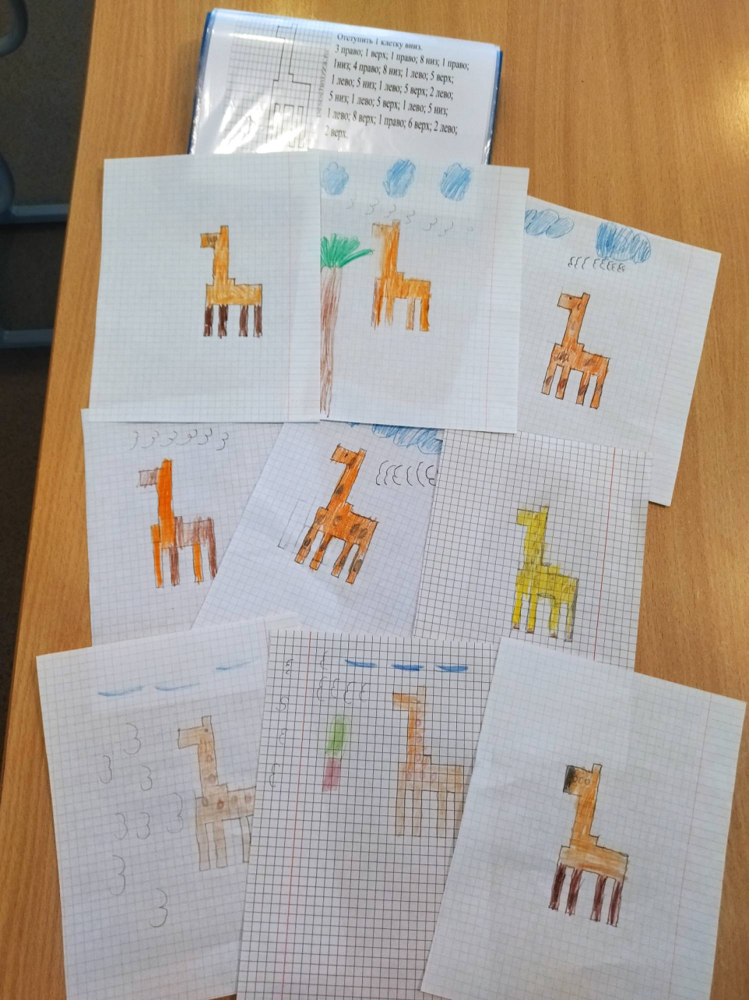 Отступить 1 клетку вниз.
3 право; 1 верх; 1 право; 8 низ; 1 право;
1низ; 4 право; 8 низ; 1 лево; 5 верх;
1 лево; 5 низ; 1 лево; 5 верх; 2 лево;
5 низ; 1 лево; 5 верх; 1 лево; 5 низ;
1 лево; 8 верх; 1 право; 6 верх; 2 лево;
2 верх.